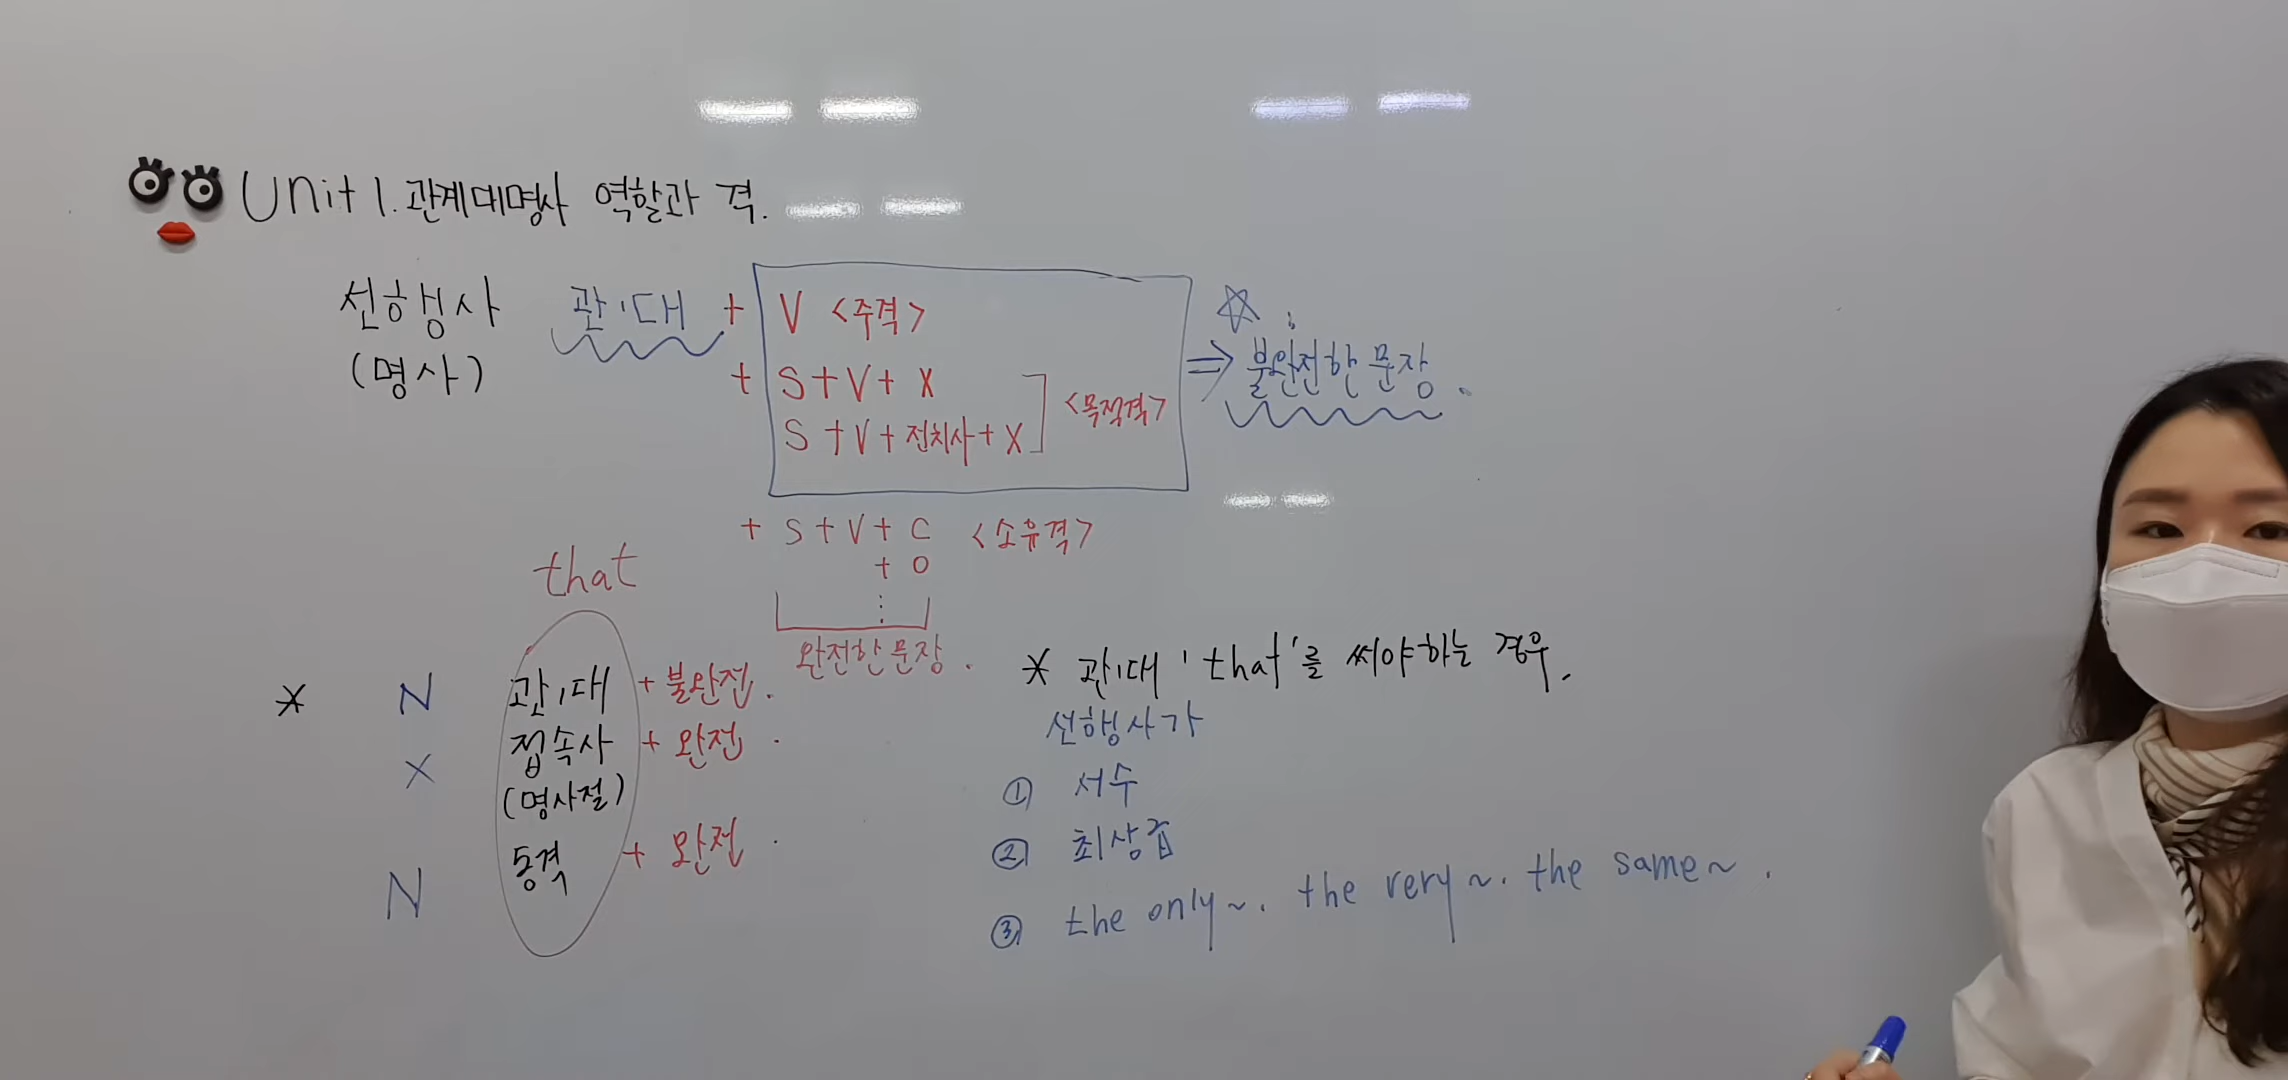 Unit 1. 관계대명사 역할과 격.
선행사 관·대 + V <주격>
(명사) + S+V+ X
S+V+전치사+X <목적격>
⇒ 불완전한 문장.
+ S+V+C <소유격>
+ O
⋮
완전한 문장.
that
* N 관·대 + 불완전.
X 접속사 + 완전.
(명사절)
N 동격 + 완전.
* 관·대 'that'를 써야하는 경우.
선행사가
① 서수
② 최상급
③ the only~. the very~. the same~.